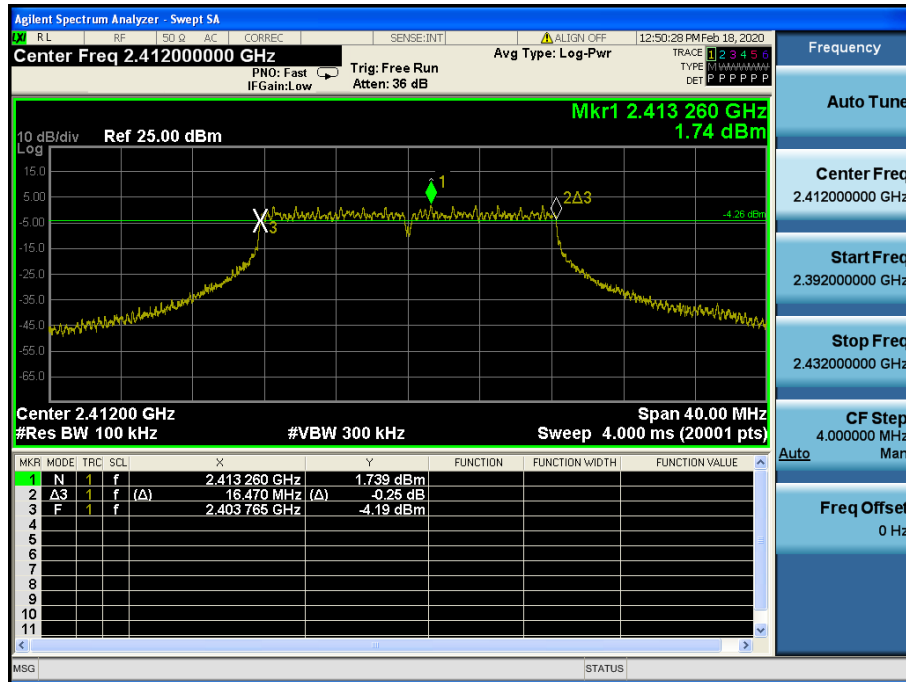 Agilent Spectrum Analyzer - Swept SA
LXI RL RF 50 Ω AC CORREC SENSE:INT ALIGN OFF 12:50:28 PM Feb 18, 2020
Center Freq 2.412000000 GHz
PNO: Fast
IFGain:Low
Trig: Free Run
Atten: 36 dB
Avg Type: Log-Pwr
TRACE 1 2 3 4 5 6
TYPE M WWWWW
DET P P P P P P
Mkr1 2.413 260 GHz
1.74 dBm
10 dB/div Ref 25.00 dBm
Log
15.0
5.00
-5.00
-15.0
-25.0
-35.0
-45.0
-55.0
-65.0
1
2Δ3
3
-4.26 dBm
Center 2.41200 GHz Span 40.00 MHz
#Res BW 100 kHz #VBW 300 kHz Sweep 4.000 ms (20001 pts)
MKR MODE TRC SCL X Y FUNCTION FUNCTION WIDTH FUNCTION VALUE
1 N 1 f 2.413 260 GHz 1.739 dBm
2 Δ3 1 f (Δ) 16.470 MHz (Δ) -0.25 dB
3 F 1 f 2.403 765 GHz -4.19 dBm
4
5
6
7
8
9
10
11
MSG STATUS
Frequency
Auto Tune
Center Freq
2.412000000 GHz
Start Freq
2.392000000 GHz
Stop Freq
2.432000000 GHz
CF Step
4.000000 MHz
Auto Man
Freq Offset
0 Hz